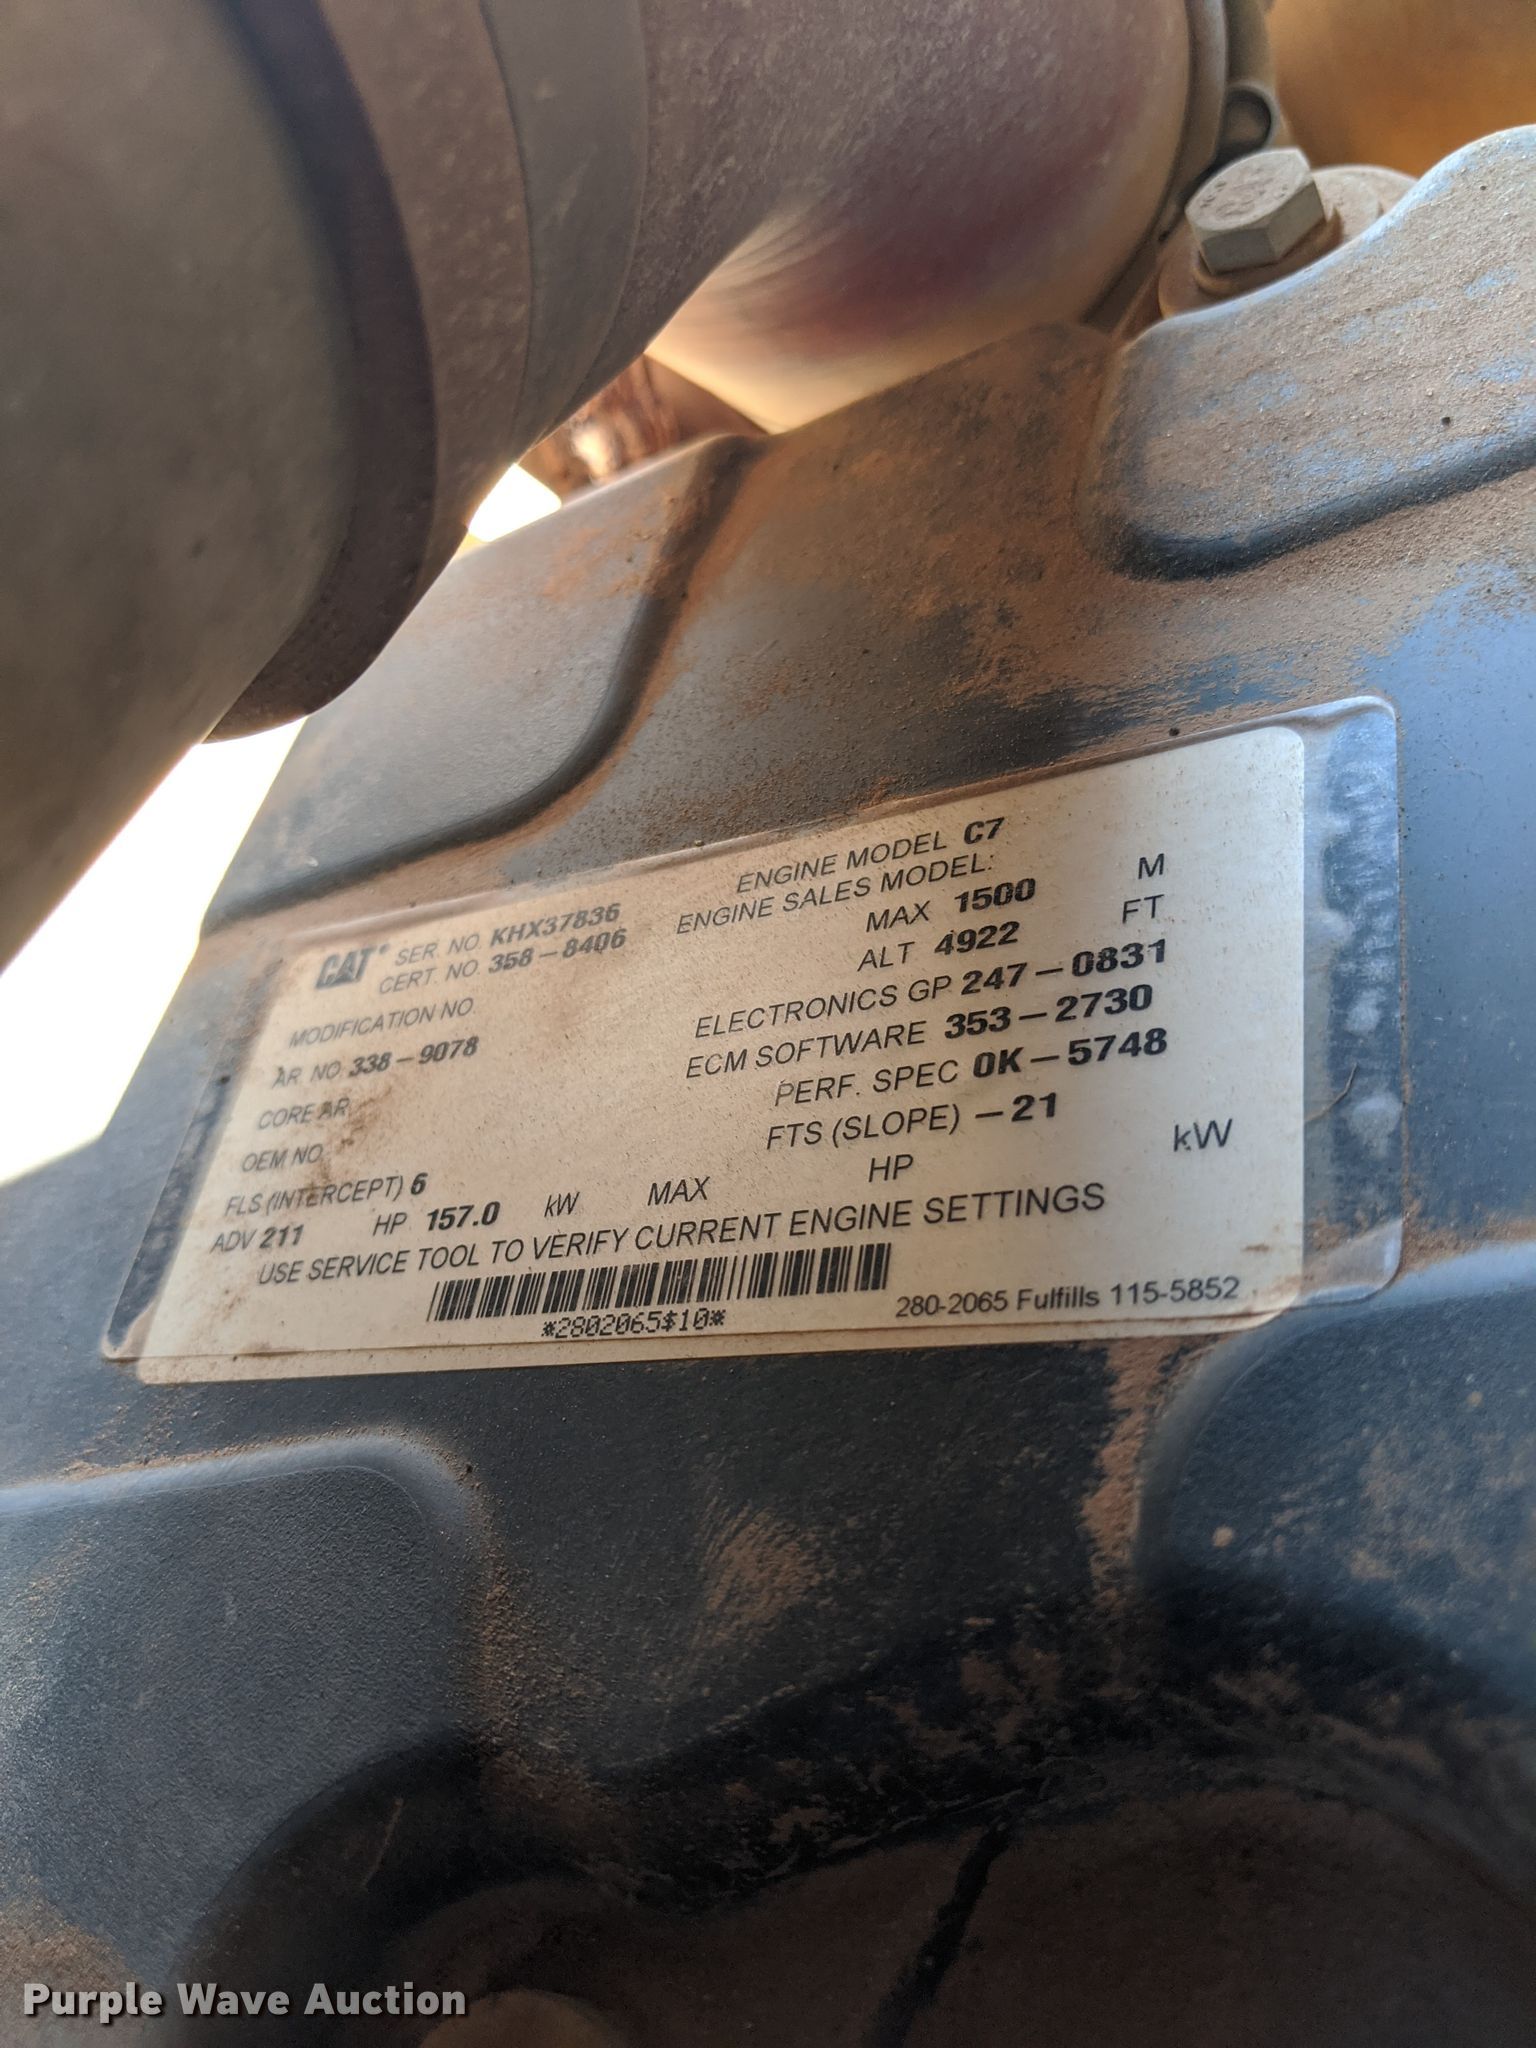 CAT® SER. NO. KHX37836
CERT. NO. 358-8406
MODIFICATION NO.
AR NO. 338-9078
CORE AR
OEM NO.
FLS (INTERCEPT) 6
ADV 211 HP 157.0 kW MAX HP kW
ENGINE MODEL C7
ENGINE SALES MODEL:
MAX 1500 M
ALT 4922 FT
ELECTRONICS GP 247-0831
ECM SOFTWARE 353-2730
PERF. SPEC 0K-5748
FTS (SLOPE) -21
USE SERVICE TOOL TO VERIFY CURRENT ENGINE SETTINGS
*2802065$10*
280-2065 Fulfills 115-5852
Purple Wave Auction